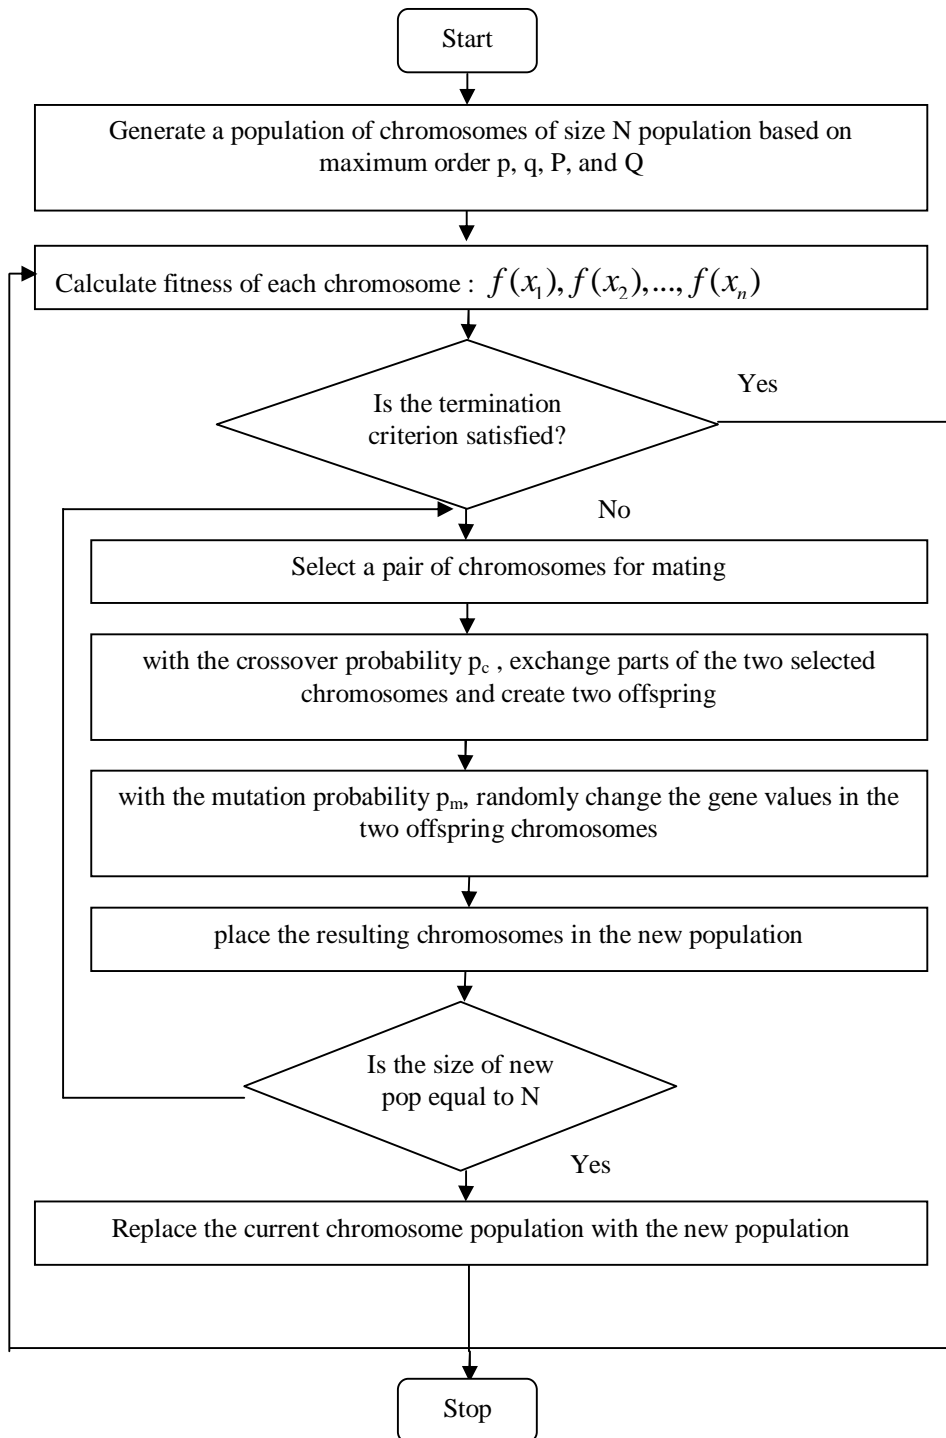 Start
Generate a population of chromosomes of size N population based on
maximum order p, q, P, and Q
Calculate fitness of each chromosome : f(x₁), f(x₂),..., f(xₙ)
Yes
Is the termination
criterion satisfied?
No
Select a pair of chromosomes for mating
with the crossover probability p꜀ , exchange parts of the two selected
chromosomes and create two offspring
with the mutation probability pₘ, randomly change the gene values in the
two offspring chromosomes
place the resulting chromosomes in the new population
Is the size of new
pop equal to N
Yes
Replace the current chromosome population with the new population
Stop